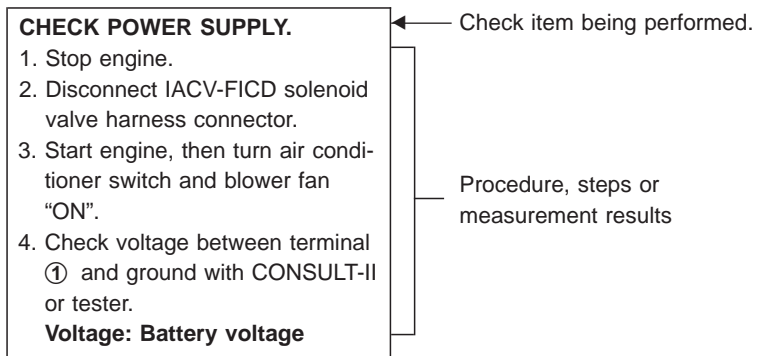 CHECK POWER SUPPLY.
Check item being performed.
1. Stop engine.
2. Disconnect IACV-FICD solenoid
valve harness connector.
3. Start engine, then turn air condi-
tioner switch and blower fan
“ON”.
4. Check voltage between terminal
① and ground with CONSULT-II
or tester.
Voltage: Battery voltage
Procedure, steps or
measurement results